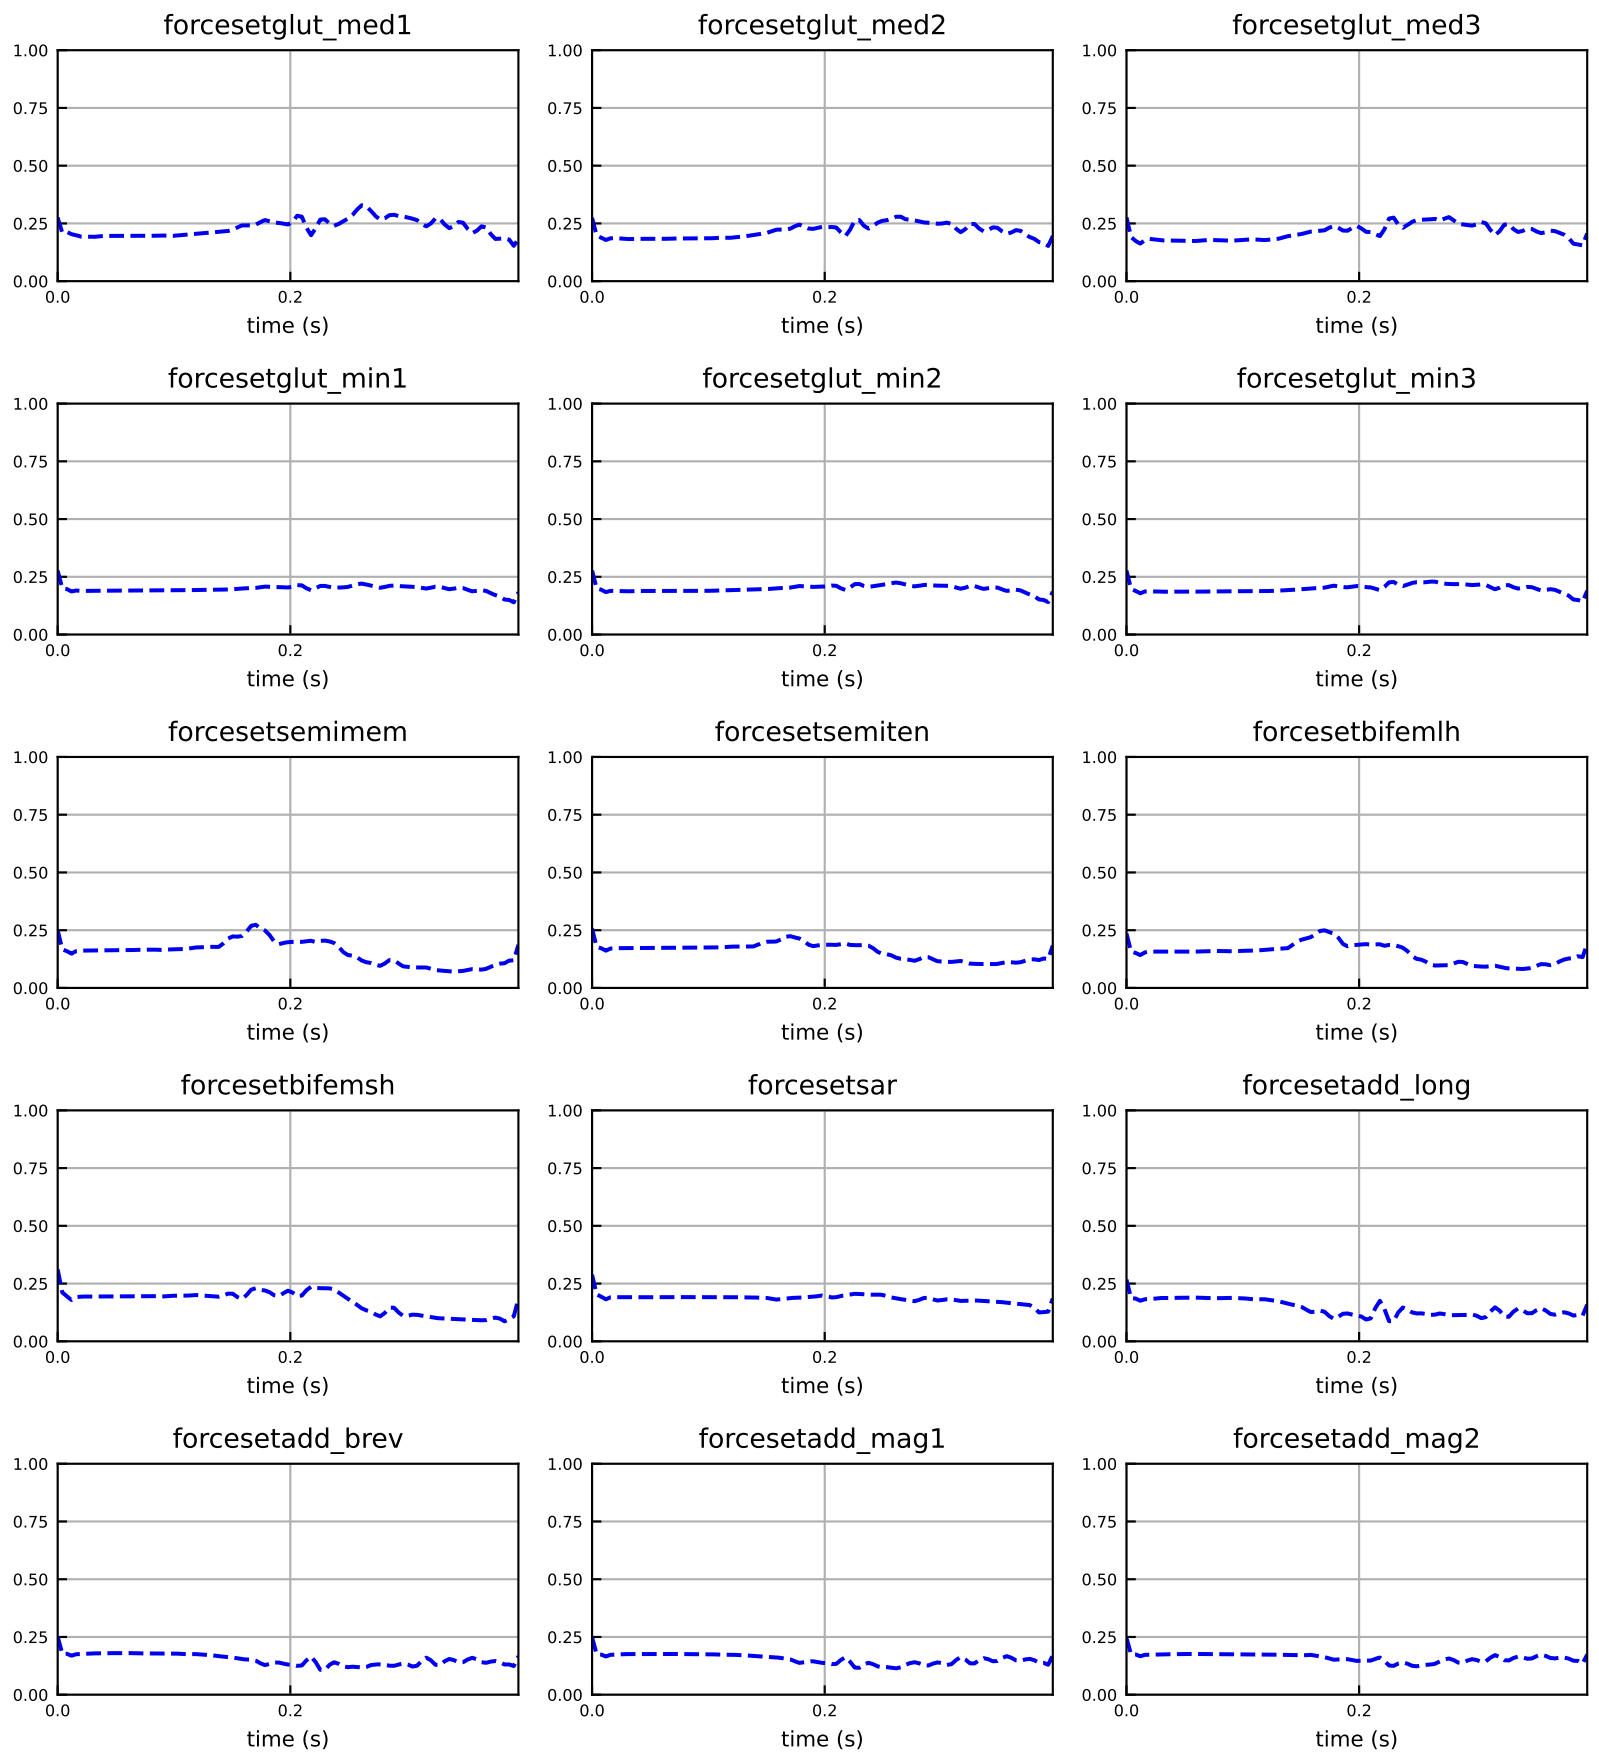 forcesetglut_med1 forcesetglut_med2 forcesetglut_med3
1.00 1.00 1.00
0.75 0.75 0.75
0.50 0.50 0.50
0.25 0.25 0.25
0.00 0.00 0.00
0.0 0.2 0.0 0.2 0.0 0.2
time (s) time (s) time (s)
forcesetglut_min1 forcesetglut_min2 forcesetglut_min3
1.00 1.00 1.00
0.75 0.75 0.75
0.50 0.50 0.50
0.25 0.25 0.25
0.00 0.00 0.00
0.0 0.2 0.0 0.2 0.0 0.2
time (s) time (s) time (s)
forcesetsemimem forcesetsemiten forcesetbifemlh
1.00 1.00 1.00
0.75 0.75 0.75
0.50 0.50 0.50
0.25 0.25 0.25
0.00 0.00 0.00
0.0 0.2 0.0 0.2 0.0 0.2
time (s) time (s) time (s)
forcesetbifemsh forcesetsar forcesetadd_long
1.00 1.00 1.00
0.75 0.75 0.75
0.50 0.50 0.50
0.25 0.25 0.25
0.00 0.00 0.00
0.0 0.2 0.0 0.2 0.0 0.2
time (s) time (s) time (s)
forcesetadd_brev forcesetadd_mag1 forcesetadd_mag2
1.00 1.00 1.00
0.75 0.75 0.75
0.50 0.50 0.50
0.25 0.25 0.25
0.00 0.00 0.00
0.0 0.2 0.0 0.2 0.0 0.2
time (s) time (s) time (s)